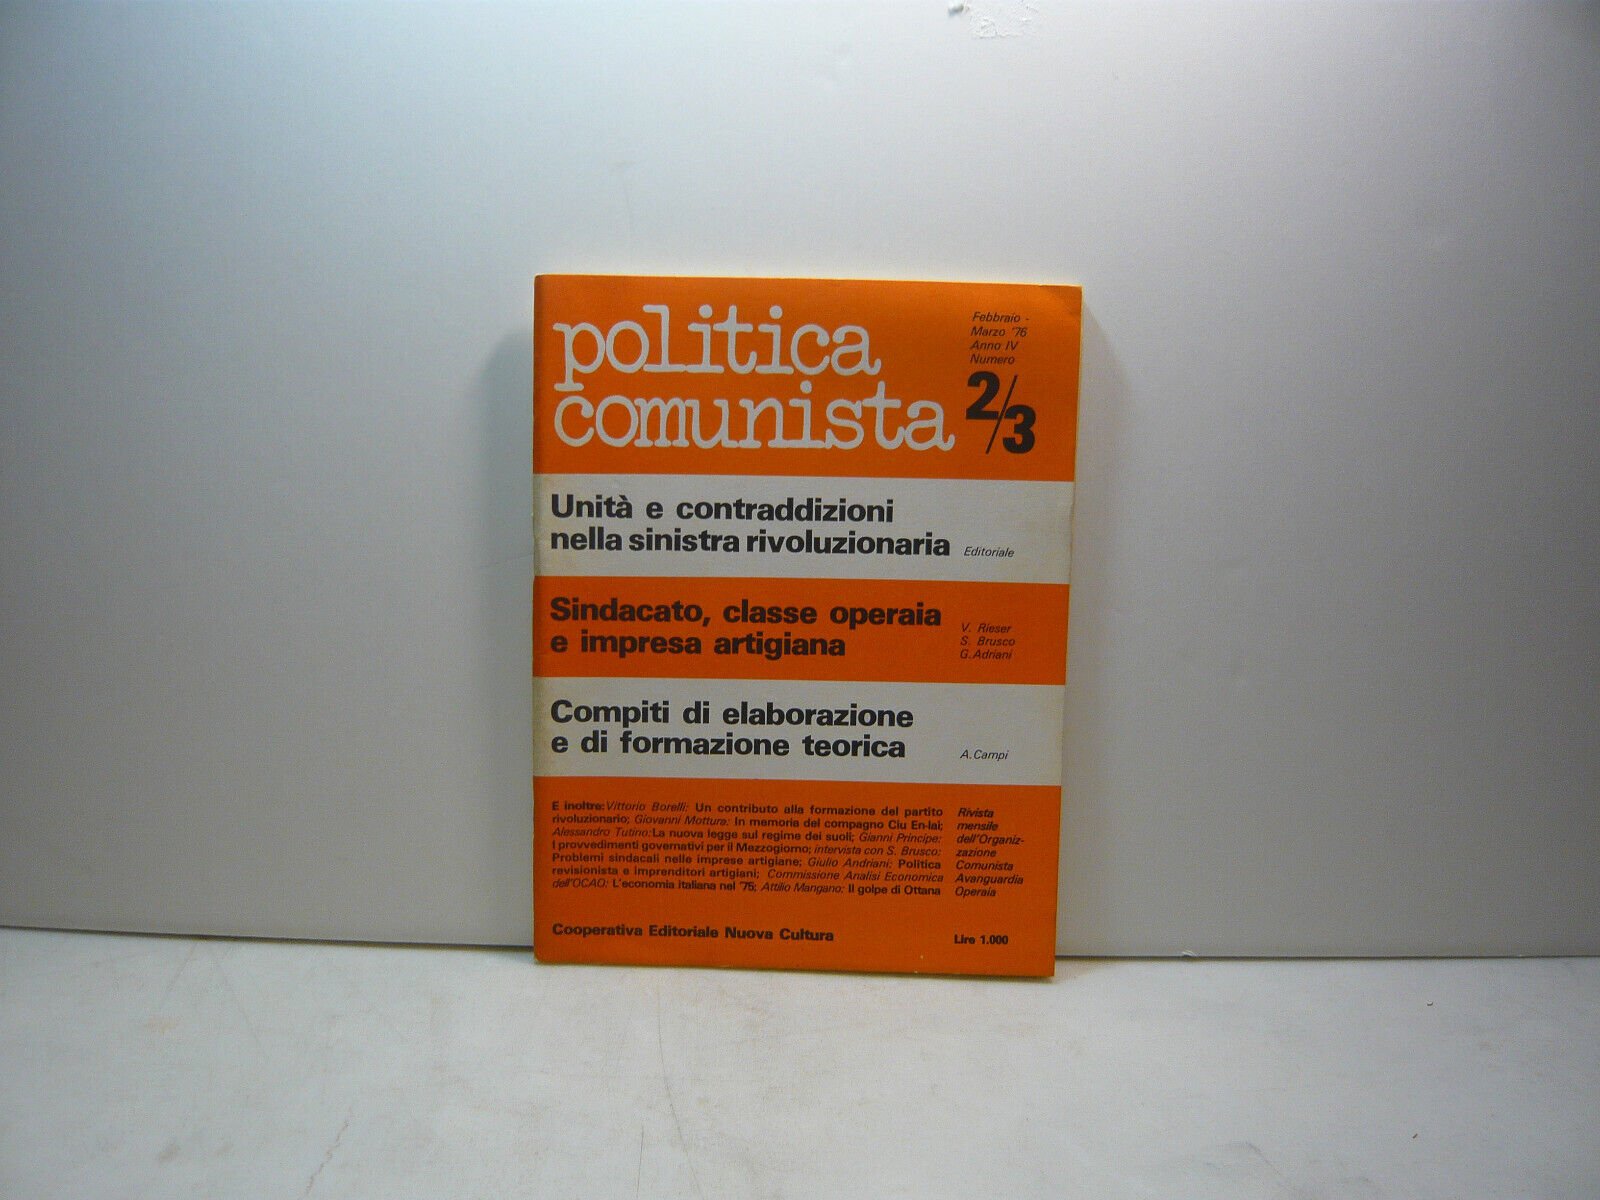 politica
comunista
Febbraio -
Marzo '76
Anno IV
Numero
2/3
Unità e contraddizioni
nella sinistra rivoluzionaria
Editoriale
Sindacato, classe operaia
e impresa artigiana
V. Rieser
S. Brusco
G. Adriani
Compiti di elaborazione
e di formazione teorica
A. Campi
E inoltre: Vittorio Borelli: Un contributo alla formazione del partito
rivoluzionario; Giovanni Mottura: In memoria del compagno Ciu En-lai;
Alessandro Tutino: La nuova legge sul regime dei suoli; Gianni Principe:
I provvedimenti governativi per il Mezzogiorno; intervista con S. Brusco:
Problemi sindacali nelle imprese artigiane; Giulio Andriani: Politica
revisionista e imprenditori artigiani; Commissione Analisi Economica
dell'OCAO: L'economia italiana nel '75; Attilio Mangano: Il golpe di Ottana
Rivista
mensile
dell'Organiz-
zazione
Comunista
Avanguardia
Operaia
Cooperativa Editoriale Nuova Cultura
Lire 1.000